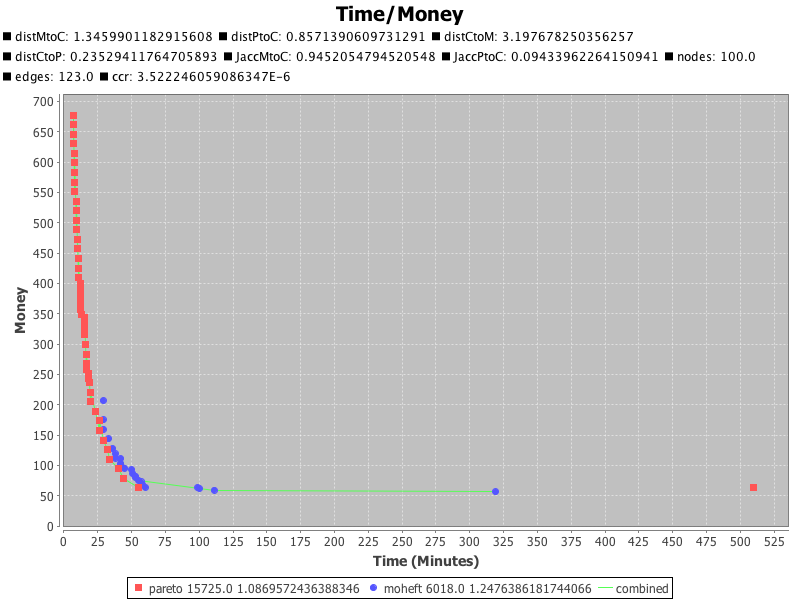 Time/Money
distMtoC: 1.3459901182915608 distPtoC: 0.8571390609731291 distCtoM: 3.197678250356257
distCtoP: 0.23529411764705893 JaccMtoC: 0.9452054794520548 JaccPtoC: 0.09433962264150941 nodes: 100.0
edges: 123.0 ccr: 3.522246059086347E-6
700
650
600
550
500
450
400
350
300
250
200
150
100
50
0
Money
0 25 50 75 100 125 150 175 200 225 250 275 300 325 350 375 400 425 450 475 500 525
Time (Minutes)
pareto 15725.0 1.0869572436388346 moheft 6018.0 1.2476386181744066 combined